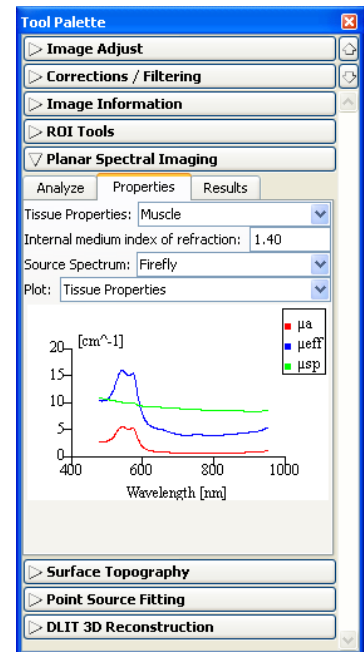 Tool Palette
Image Adjust
Corrections / Filtering
Image Information
ROI Tools
Planar Spectral Imaging
Analyze Properties Results
Tissue Properties: Muscle
Internal medium index of refraction: 1.40
Source Spectrum: Firefly
Plot: Tissue Properties
[cm^-1]
μa
μeff
μsp
20
15
10
5
0
400 600 800 1000
Wavelength [nm]
Surface Topography
Point Source Fitting
DLIT 3D Reconstruction